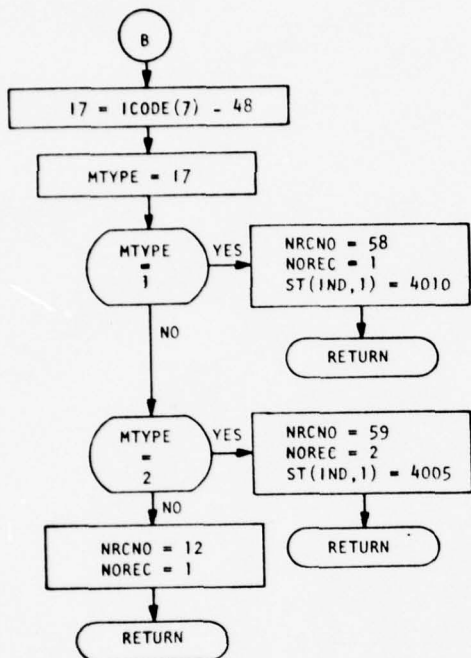 B
I7 = ICODE(7) - 48
MTYPE = I7
MTYPE
=
1
YES
NRCNO = 58
NOREC = 1
ST(IND,1) = 4010
RETURN
NO
MTYPE
=
2
YES
NRCNO = 59
NOREC = 2
ST(IND,1) = 4005
RETURN
NO
NRCNO = 12
NOREC = 1
RETURN